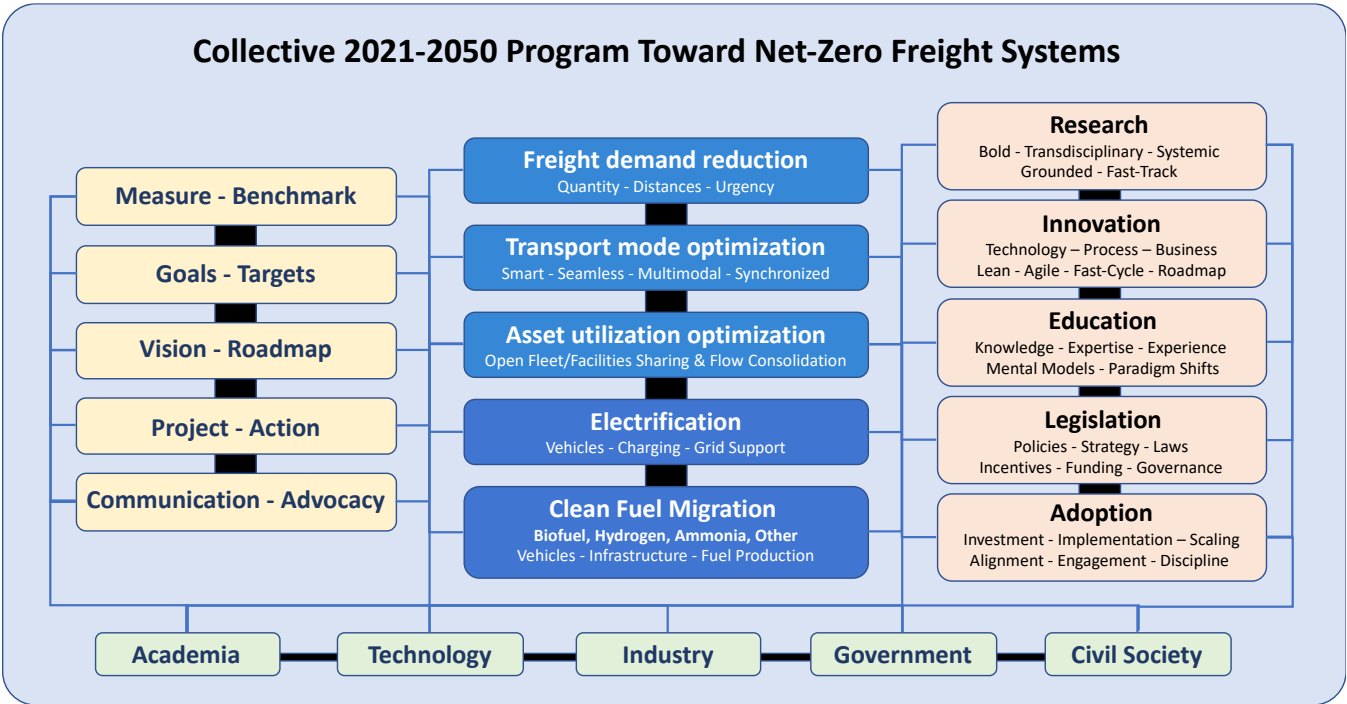 Collective 2021-2050 Program Toward Net-Zero Freight Systems
Measure - Benchmark
Goals - Targets
Vision - Roadmap
Project - Action
Communication - Advocacy
Freight demand reduction
Quantity - Distances - Urgency
Transport mode optimization
Smart - Seamless - Multimodal - Synchronized
Asset utilization optimization
Open Fleet/Facilities Sharing & Flow Consolidation
Electrification
Vehicles - Charging - Grid Support
Clean Fuel Migration
Biofuel, Hydrogen, Ammonia, Other
Vehicles - Infrastructure - Fuel Production
Research
Bold - Transdisciplinary - Systemic
Grounded - Fast-Track
Innovation
Technology – Process – Business
Lean - Agile - Fast-Cycle - Roadmap
Education
Knowledge - Expertise - Experience
Mental Models - Paradigm Shifts
Legislation
Policies - Strategy - Laws
Incentives - Funding - Governance
Adoption
Investment - Implementation – Scaling
Alignment - Engagement - Discipline
Academia
Technology
Industry
Government
Civil Society